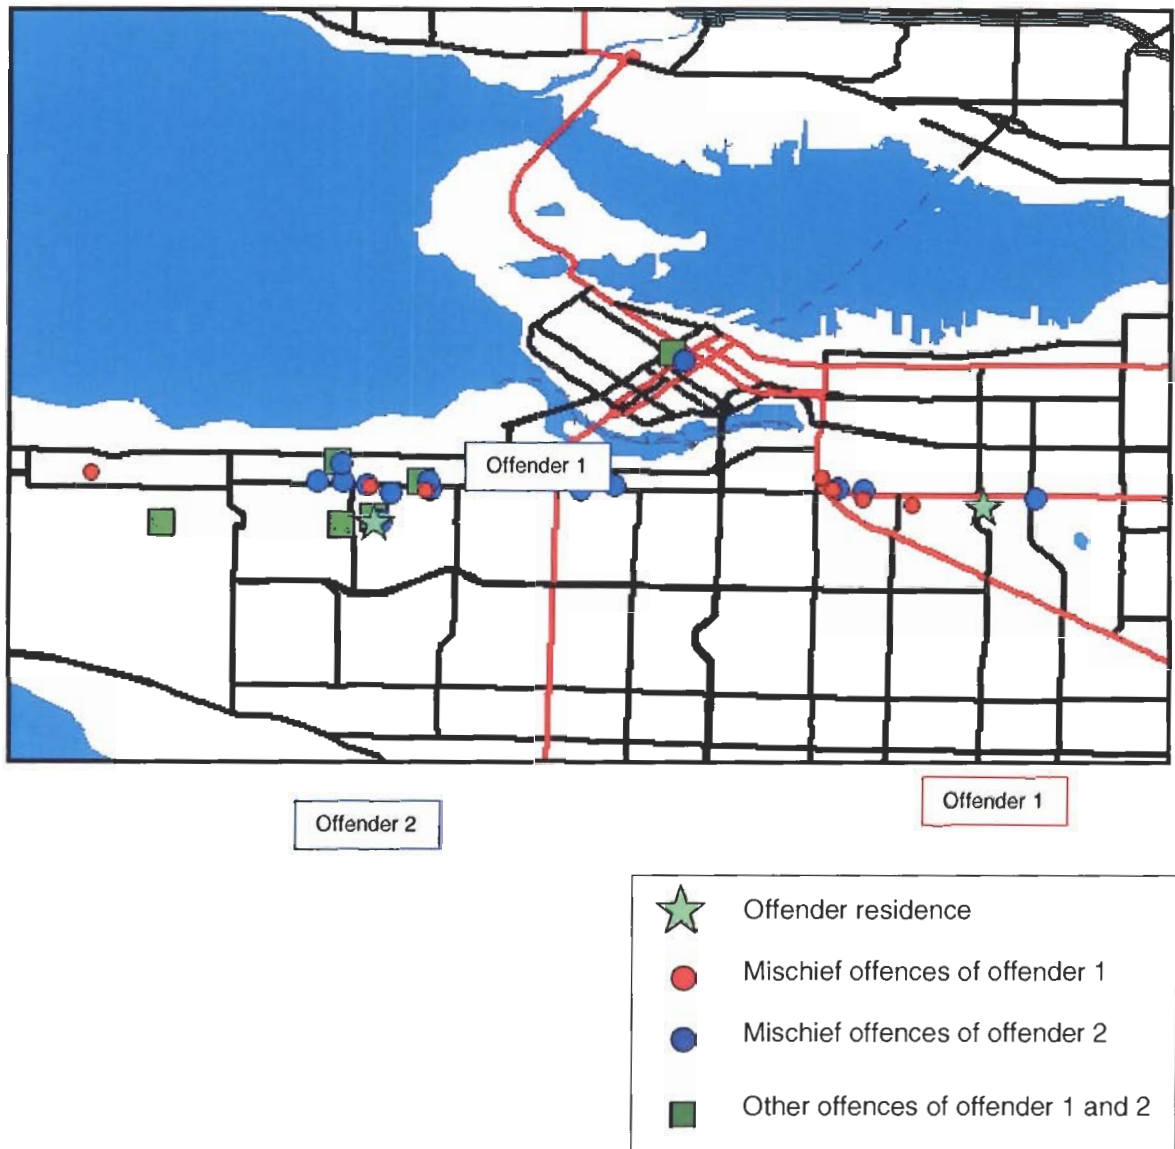 Offender 1
Offender 1
Offender 2
Offender residence
Mischief offences of offender 1
Mischief offences of offender 2
Other offences of offender 1 and 2